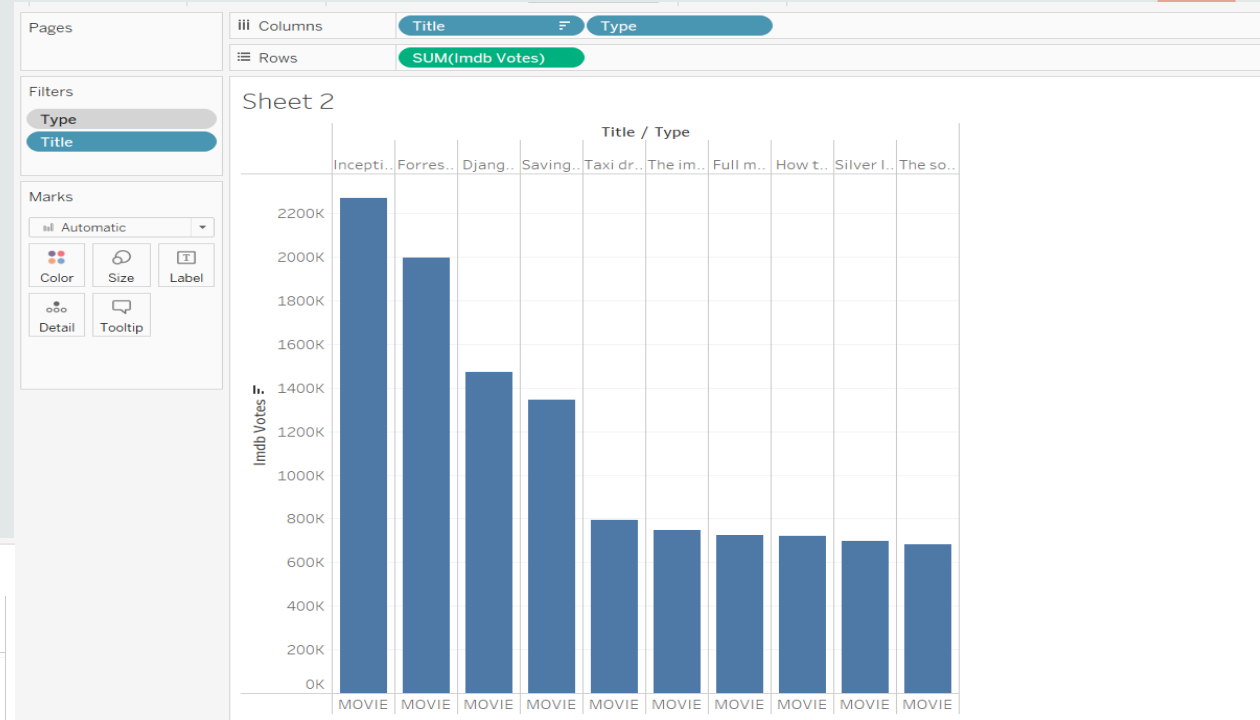 Pages
Columns
Title
Type
Rows
SUM(Imdb Votes)
Filters
Type
Title
Marks
Automatic
Color
Size
Label
Detail
Tooltip
Sheet 2
Title / Type
Incepti.. Forres.. Djang.. Saving.. Taxi dr.. The im.. Full m.. How t.. Silver l.. The so..
Imdb Votes
2200K
2000K
1800K
1600K
1400K
1200K
1000K
800K
600K
400K
200K
0K
MOVIE MOVIE MOVIE MOVIE MOVIE MOVIE MOVIE MOVIE MOVIE MOVIE